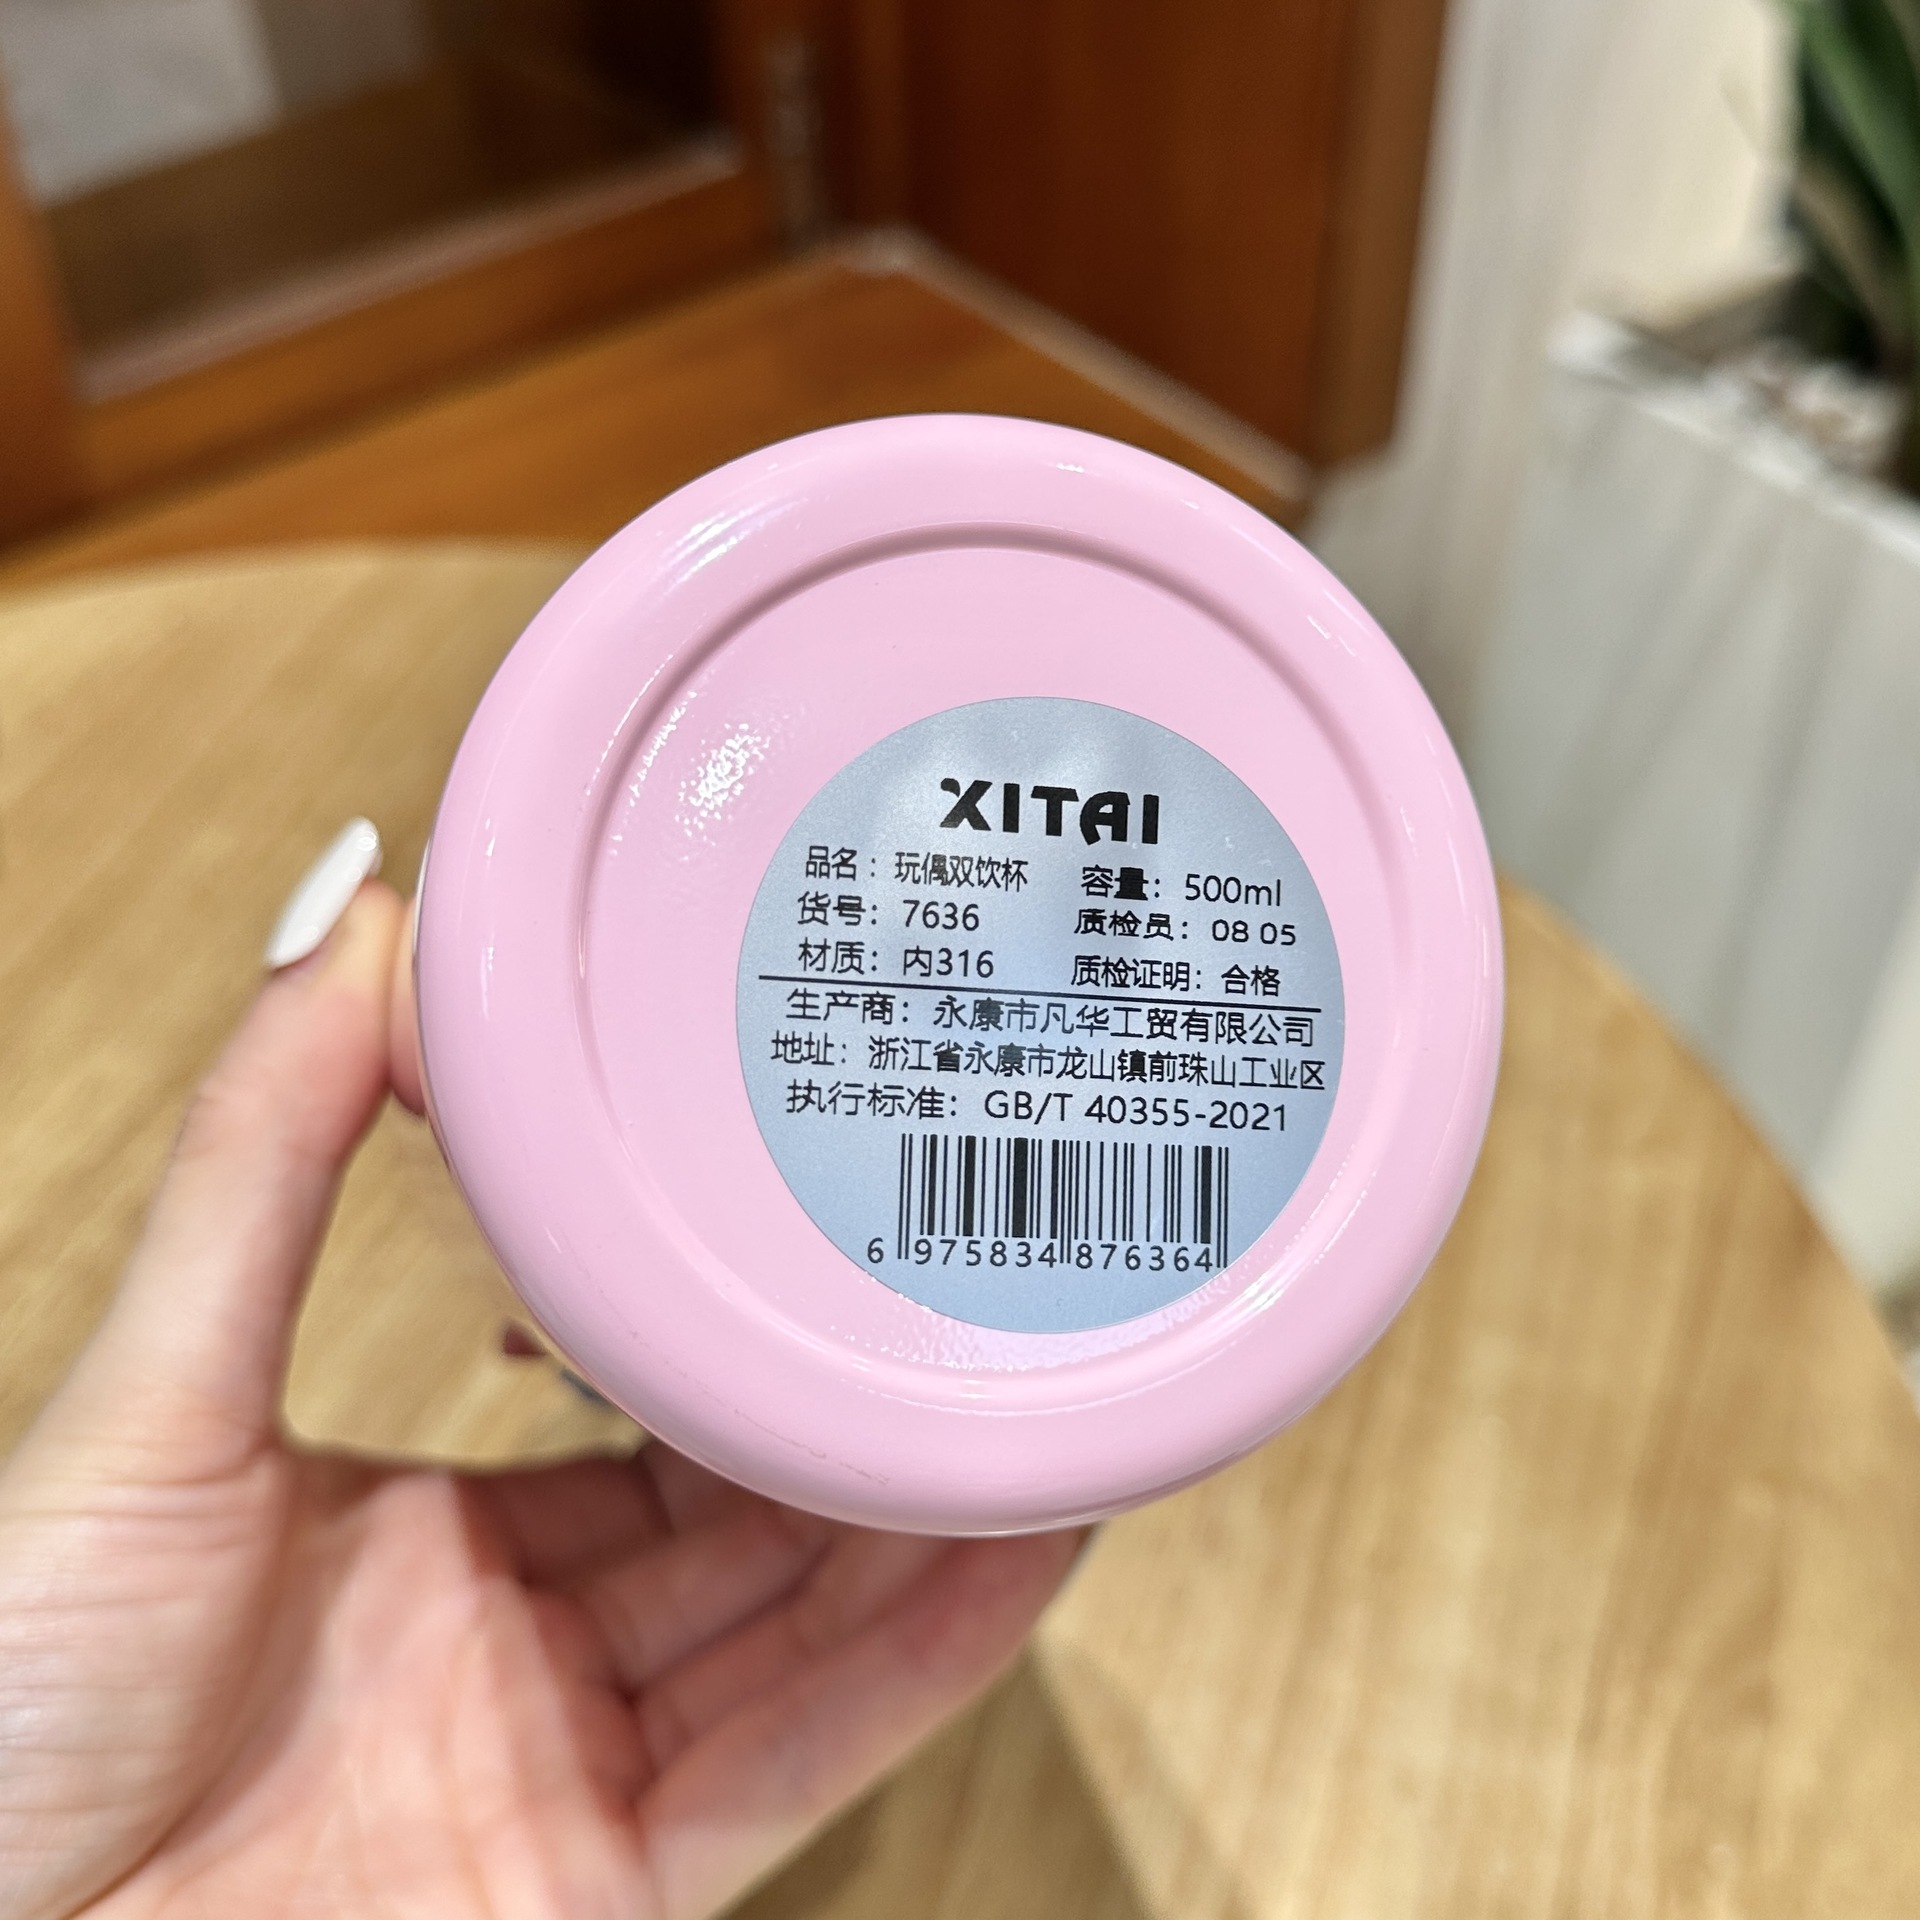 XITAI
品名：玩偶双饮杯 容量：500ml
货号：7636 质检员：08 05
材质：内316 质检证明：合格
生产商：永康市凡华工贸有限公司
地址：浙江省永康市龙山镇前珠山工业区
执行标准：GB/T 40355-2021
6 975834 876364